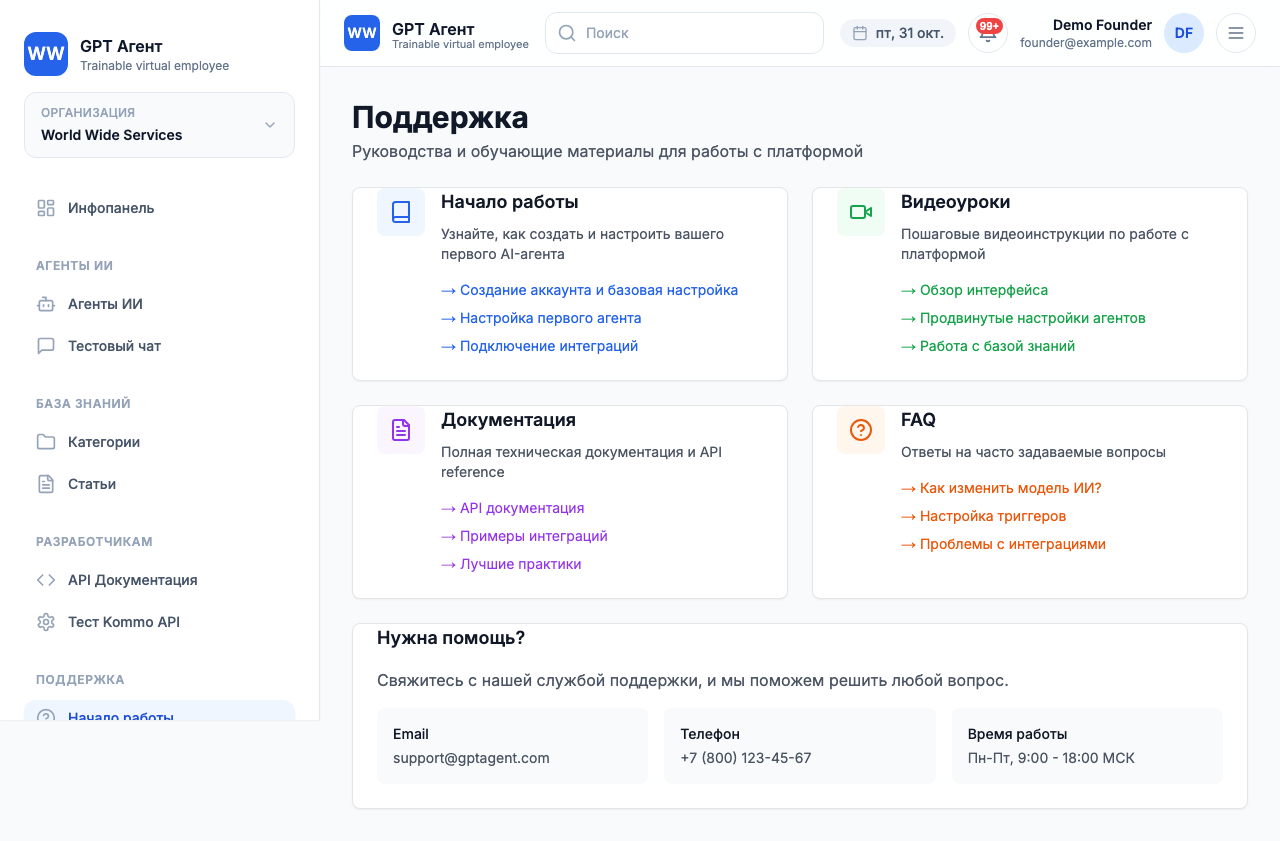 WW
GPT Агент
Trainable virtual employee
ОРГАНИЗАЦИЯ
World Wide Services
Инфопанель
АГЕНТЫ ИИ
Агенты ИИ
Тестовый чат
БАЗА ЗНАНИЙ
Категории
Статьи
РАЗРАБОТЧИКАМ
API Документация
Тест Kommo API
ПОДДЕРЖКА
Начало работы
WW
GPT Агент
Trainable virtual employee
Поиск
пт, 31 окт.
99+
Demo Founder
founder@example.com
DF
Поддержка
Руководства и обучающие материалы для работы с платформой
Начало работы
Узнайте, как создать и настроить вашего
первого AI-агента
→ Создание аккаунта и базовая настройка
→ Настройка первого агента
→ Подключение интеграций
Видеоуроки
Пошаговые видеоинструкции по работе с
платформой
→ Обзор интерфейса
→ Продвинутые настройки агентов
→ Работа с базой знаний
Документация
Полная техническая документация и API
reference
→ API документация
→ Примеры интеграций
→ Лучшие практики
FAQ
Ответы на часто задаваемые вопросы
→ Как изменить модель ИИ?
→ Настройка триггеров
→ Проблемы с интеграциями
Нужна помощь?
Свяжитесь с нашей службой поддержки, и мы поможем решить любой вопрос.
Email
support@gptagent.com
Телефон
+7 (800) 123-45-67
Время работы
Пн-Пт, 9:00 - 18:00 МСК